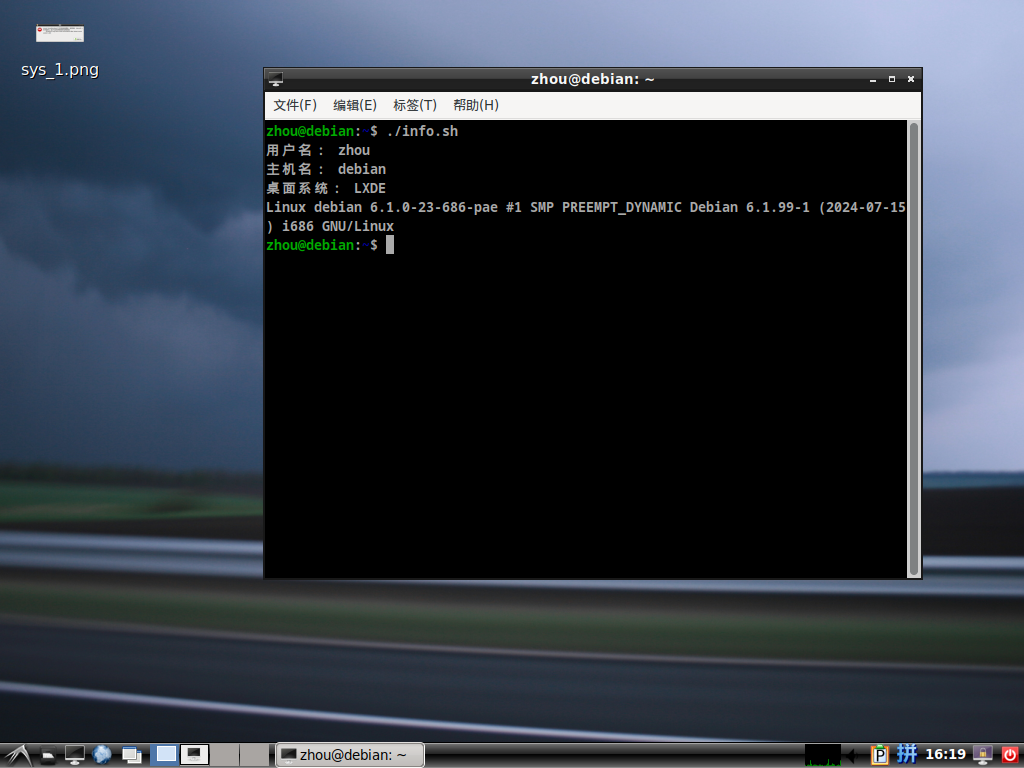 sys_1.png
zhou@debian: ~
文件(F) 编辑(E) 标签(T) 帮助(H)
zhou@debian: $ ./info.sh
用户名： zhou
主机名： debian
桌面系统： LXDE
Linux debian 6.1.0-23-686-pae #1 SMP PREEMPT_DYNAMIC Debian 6.1.99-1 (2024-07-15
) i686 GNU/Linux
zhou@debian: $
zhou@debian: ~
P 拼 16:19